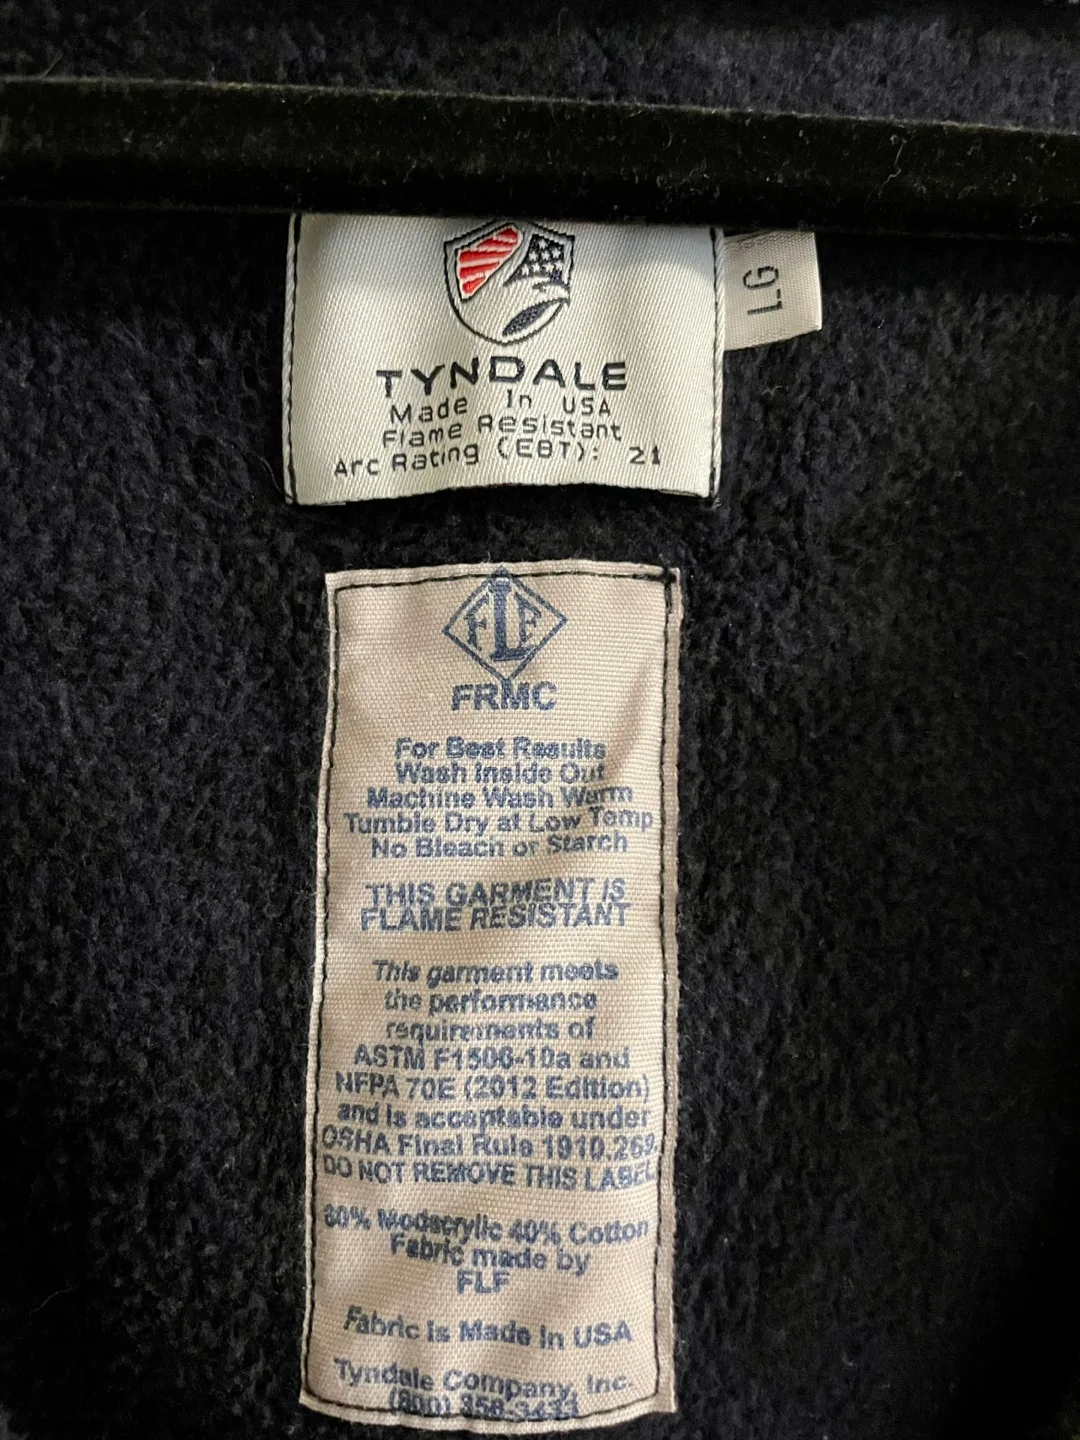 TYNDALE
Made In USA
Flame Resistant
Arc Rating (EBT): 21
LG
FLF
FRMC
For Best Results
Wash Inside Out
Machine Wash Warm
Tumble Dry at Low Temp
No Bleach or Starch
THIS GARMENT IS
FLAME RESISTANT
This garment meets
the performance
requirements of
ASTM F1506-10a and
NFPA 70E (2012 Edition)
and is acceptable under
OSHA Final Rule 1910.269.
DO NOT REMOVE THIS LABEL
60% Modacrylic 40% Cotton
Fabric made by
FLF
Fabric is Made in USA
Tyndale Company, Inc.
(800) 356-3433